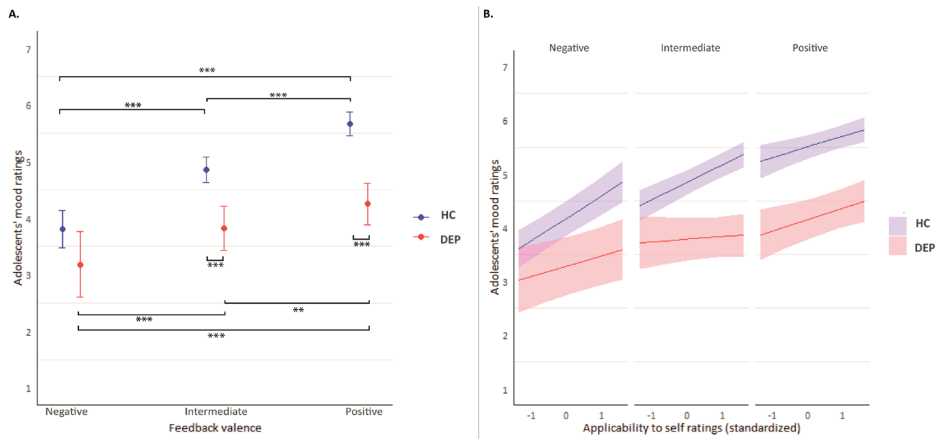 A.
7
6
5
4
3
2
1
Adolescents' mood ratings
***
***
***
***
***
***
**
***
Negative
Intermediate
Positive
Feedback valence
HC
DEP
B.
Negative
Intermediate
Positive
7
6
5
4
3
2
1
Adolescents' mood ratings
-1
0
1
-1
0
1
-1
0
1
Applicability to self ratings (standardized)
HC
DEP